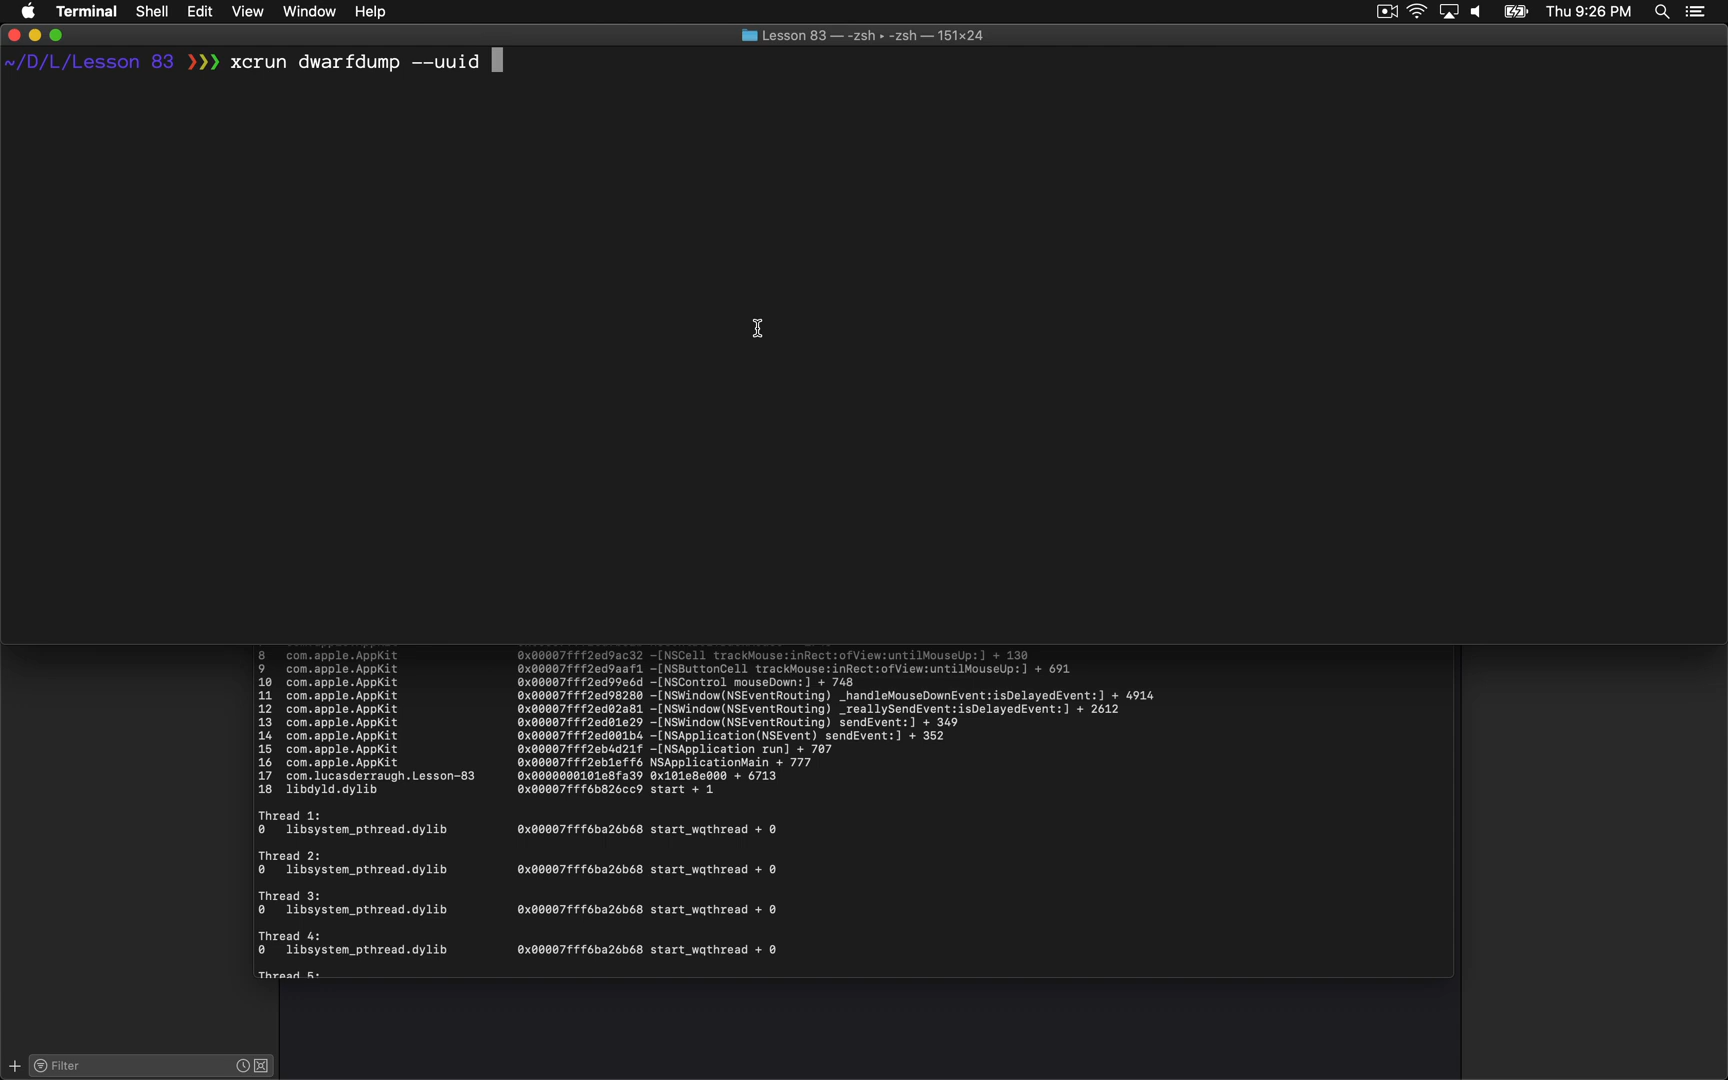 Terminal Shell Edit View Window Help Thu 9:26 PM
Lesson 83 — -zsh ▸ -zsh — 151×24
~/D/L/Lesson 83 ❯❯❯ xcrun dwarfdump --uuid
8 com.apple.AppKit 0x00007fff2ed9ac32 -[NSCell trackMouse:inRect:ofView:untilMouseUp:] + 130
9 com.apple.AppKit 0x00007fff2ed9aaf1 -[NSButtonCell trackMouse:inRect:ofView:untilMouseUp:] + 691
10 com.apple.AppKit 0x00007fff2ed99e6d -[NSControl mouseDown:] + 748
11 com.apple.AppKit 0x00007fff2ed98280 -[NSWindow(NSEventRouting) _handleMouseDownEvent:isDelayedEvent:] + 4914
12 com.apple.AppKit 0x00007fff2ed02a81 -[NSWindow(NSEventRouting) _reallySendEvent:isDelayedEvent:] + 2612
13 com.apple.AppKit 0x00007fff2ed01e29 -[NSWindow(NSEventRouting) sendEvent:] + 349
14 com.apple.AppKit 0x00007fff2ed001b4 -[NSApplication(NSEvent) sendEvent:] + 352
15 com.apple.AppKit 0x00007fff2eb4d21f -[NSApplication run] + 707
16 com.apple.AppKit 0x00007fff2eb1eff6 NSApplicationMain + 777
17 com.lucasderraugh.Lesson-83 0x0000000101e8fa39 0x101e8e000 + 6713
18 libdyld.dylib 0x00007fff6b826cc9 start + 1
Thread 1:
0 libsystem_pthread.dylib 0x00007fff6ba26b68 start_wqthread + 0
Thread 2:
0 libsystem_pthread.dylib 0x00007fff6ba26b68 start_wqthread + 0
Thread 3:
0 libsystem_pthread.dylib 0x00007fff6ba26b68 start_wqthread + 0
Thread 4:
0 libsystem_pthread.dylib 0x00007fff6ba26b68 start_wqthread + 0
Thread 5:
Filter